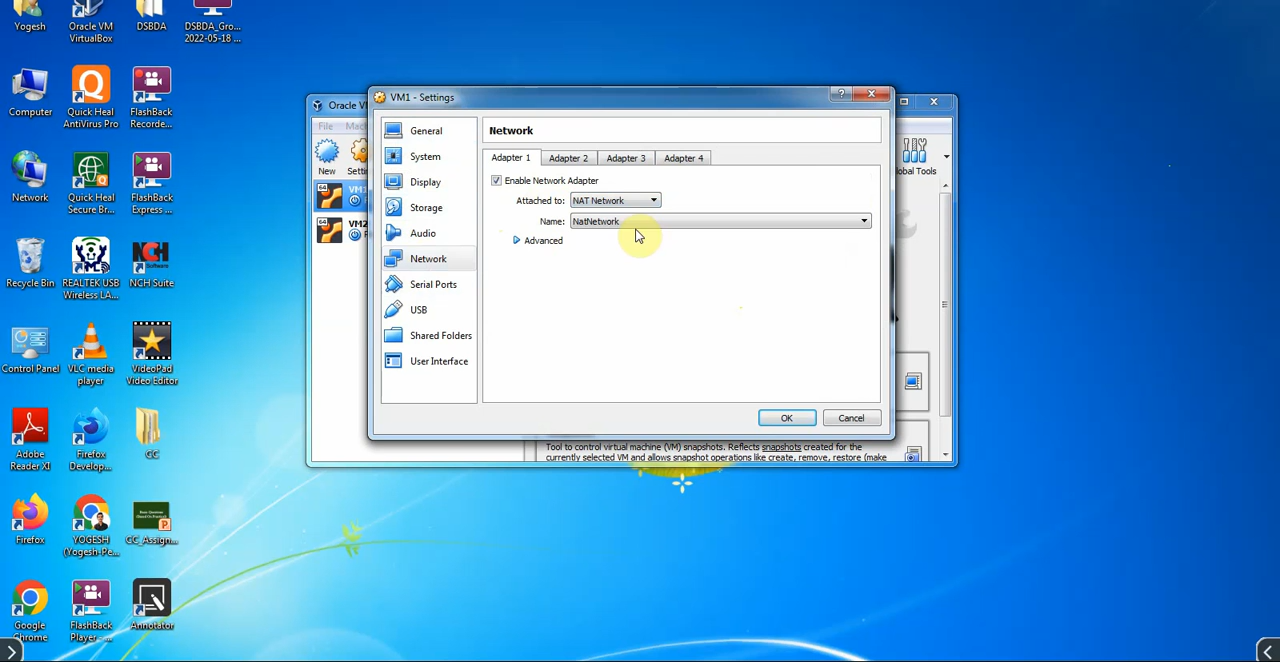 Yogesh
Oracle VM
VirtualBox
DSBDA
DSBDA_Gro...
2022-05-18 ...
Computer
Quick Heal
AntiVirus Pro
FlashBack
Recorde...
Network
Quick Heal
Secure Br...
FlashBack
Express ...
Recycle Bin
REALTEK USB
Wireless LA...
NCH Suite
Control Panel
VLC media
player
VideoPad
Video Editor
Adobe
Reader XI
Firefox
Develop...
CC
Firefox
YOGESH
(Yogesh-Pe...
CC_Assign...
Google
Chrome
FlashBack
Player - ...
Annotator
Oracle VM
File
New
VM1
VM2
VM1 - Settings
General
System
Display
Storage
Audio
Network
Serial Ports
USB
Shared Folders
User Interface
Network
Adapter 1
Adapter 2
Adapter 3
Adapter 4
Enable Network Adapter
Attached to:
NAT Network
Name:
NatNetwork
Advanced
OK
Cancel
Tool to control virtual machine (VM) snapshots. Reflects snapshots created for the
currently selected VM and allows snapshot operations like create, remove, restore (make